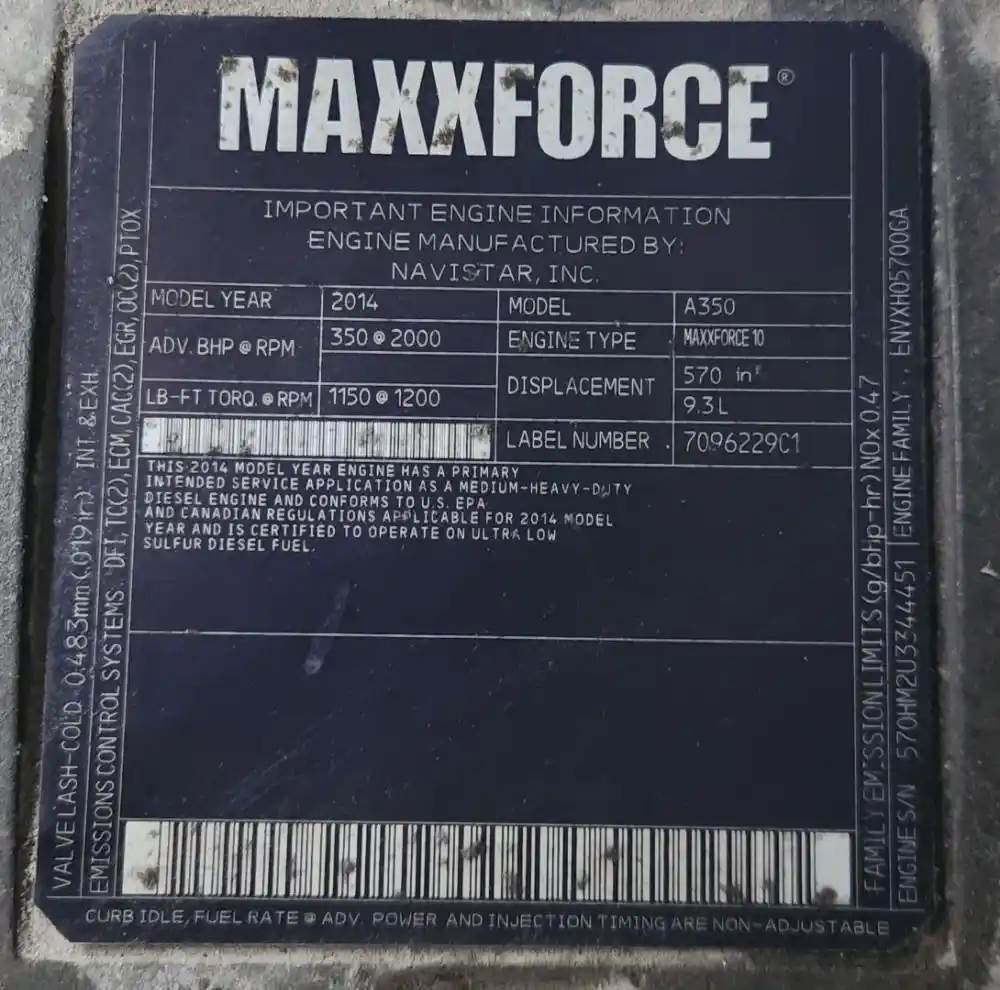 MAXXFORCE®
IMPORTANT ENGINE INFORMATION
ENGINE MANUFACTURED BY:
NAVISTAR, INC.
MODEL YEAR 2014 MODEL A350
ADV. BHP @ RPM 350 @ 2000 ENGINE TYPE MAXXFORCE 10
DISPLACEMENT 570 in³
9.3L
LB-FT TORQ. @ RPM 1150 @ 1200
LABEL NUMBER . 7096229C1
THIS 2014 MODEL YEAR ENGINE HAS A PRIMARY
INTENDED SERVICE APPLICATION AS A MEDIUM-HEAVY-DUTY
DIESEL ENGINE AND CONFORMS TO U.S. EPA
AND CANADIAN REGULATIONS APPLICABLE FOR 2014 MODEL
YEAR AND IS CERTIFIED TO OPERATE ON ULTRA LOW
SULFUR DIESEL FUEL.
VALVE LASH-COLD 0.483mm (.019in.) INT. & EXH.
EMISSIONS CONTROL SYSTEMS. DFI, TC(2), ECM, CAC(2), EGR, OC(2), PTOX
FAMILY EMISSION LIMITS (g/bhp-hr) NOx 0.47
ENGINE S/N 570HM2U3344451 ENGINE FAMILY . ENVXH05700GA
CURB IDLE, FUEL RATE @ ADV. POWER AND INJECTION TIMING ARE NON-ADJUSTABLE